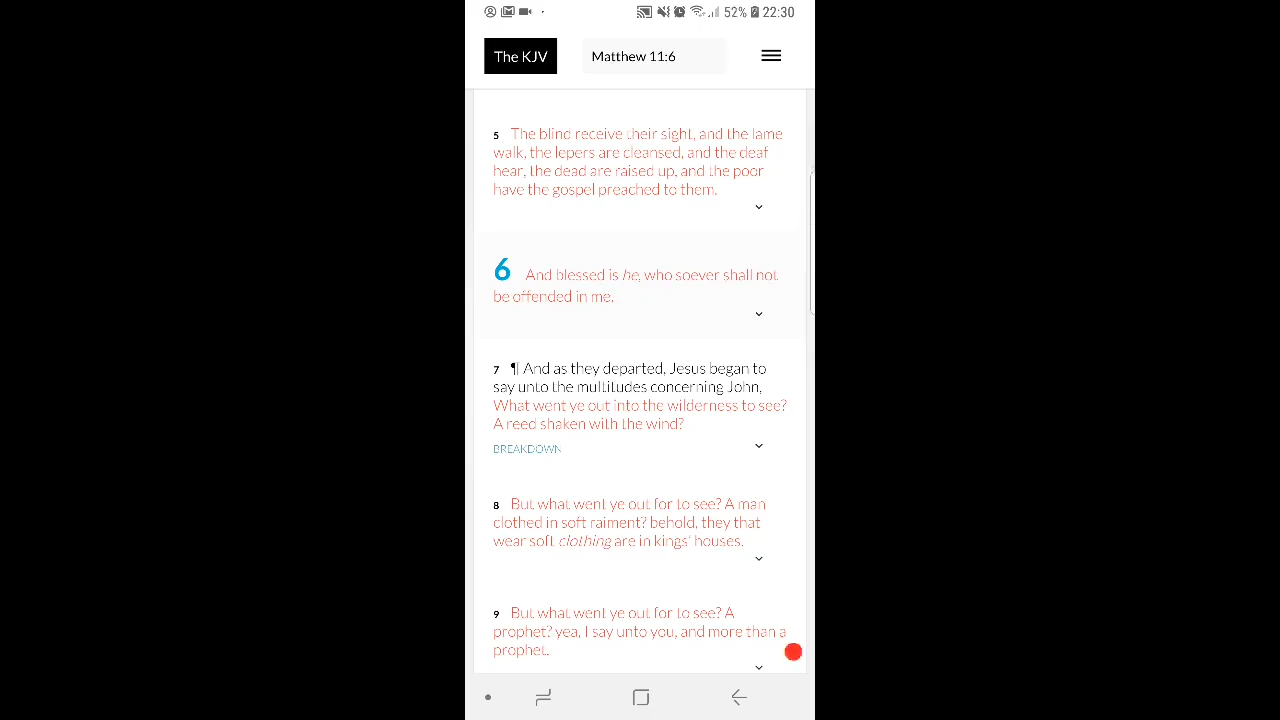 52% 22:30
The KJV
Matthew 11:6
5 The blind receive their sight, and the lame
walk, the lepers are cleansed, and the deaf
hear, the dead are raised up, and the poor
have the gospel preached to them.
6 And blessed is he, who soever shall not
be offended in me.
7 ¶ And as they departed, Jesus began to
say unto the multitudes concerning John,
What went ye out into the wilderness to see?
A reed shaken with the wind?
BREAKDOWN
8 But what went ye out for to see? A man
clothed in soft raiment? behold, they that
wear soft clothing are in kings' houses.
9 But what went ye out for to see? A
prophet? yea, I say unto you, and more than a
prophet.